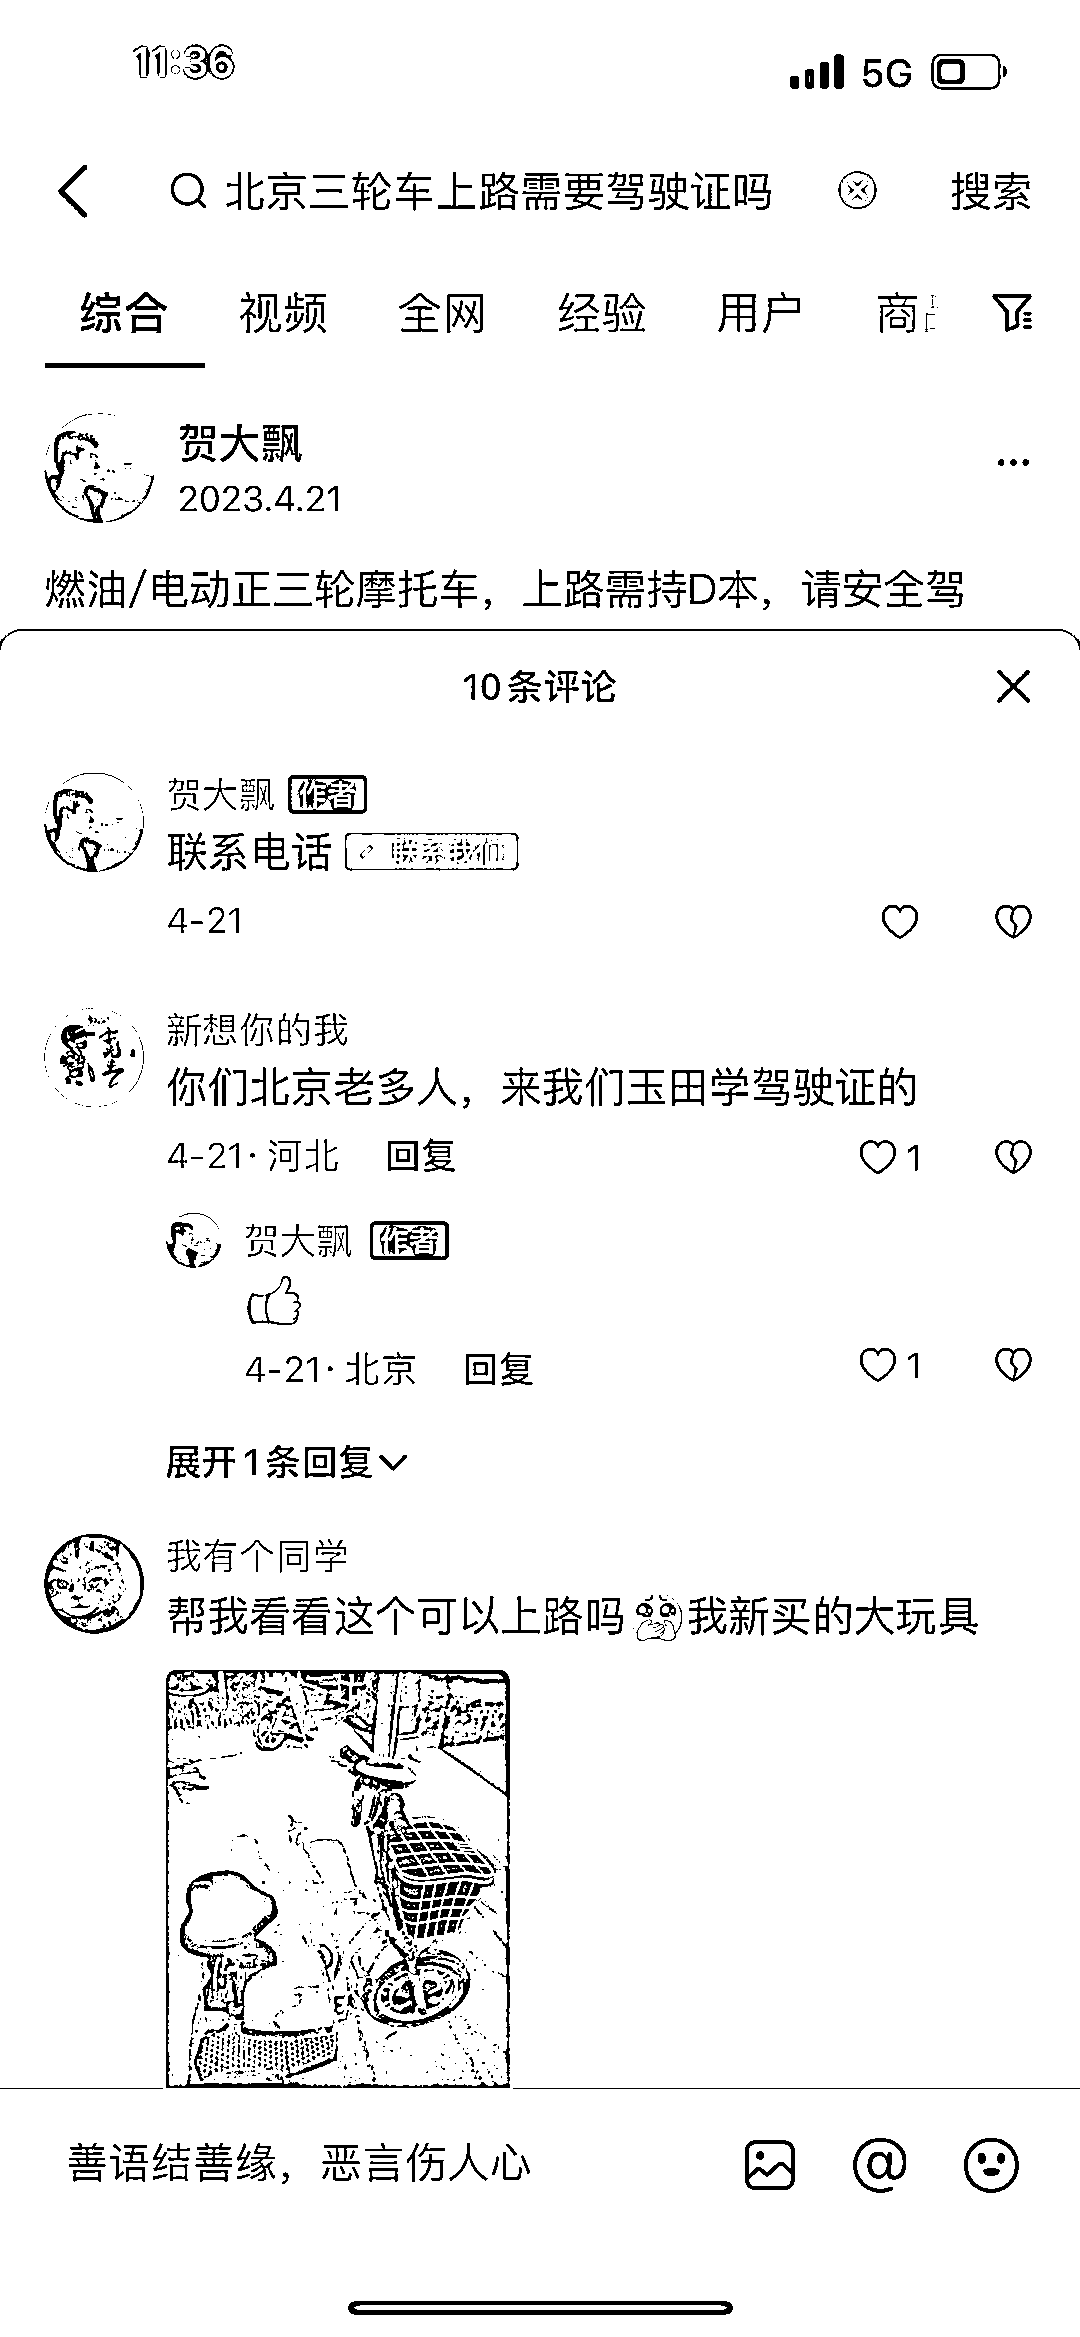 11:36
5G
北京三轮车上路需要驾驶证吗
搜索
综合 视频 全网 经验 用户 商
贺大飘
2023.4.21
燃油/电动正三轮摩托车，上路需持D本，请安全驾
10条评论
贺大飘 作者
联系电话 联系我们
4-21
新想你的我
你们北京老多人，来我们玉田学驾驶证的
4-21·河北 回复
1
贺大飘 作者
4-21·北京 回复
1
展开1条回复
我有个同学
帮我看看这个可以上路吗我新买的大玩具
善语结善缘，恶言伤人心